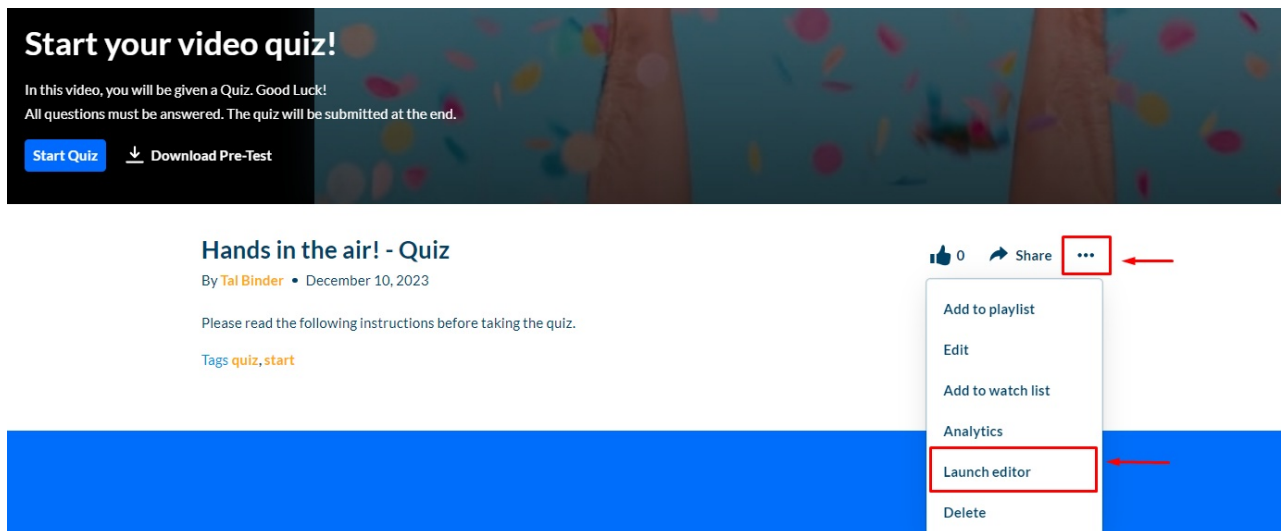 Start your video quiz!
In this video, you will be given a Quiz. Good Luck!
All questions must be answered. The quiz will be submitted at the end.
Start Quiz Download Pre-Test
Hands in the air! - Quiz
0 Share ...
By Tal Binder • December 10, 2023
Please read the following instructions before taking the quiz.
Tags quiz, start
Add to playlist
Edit
Add to watch list
Analytics
Launch editor
Delete